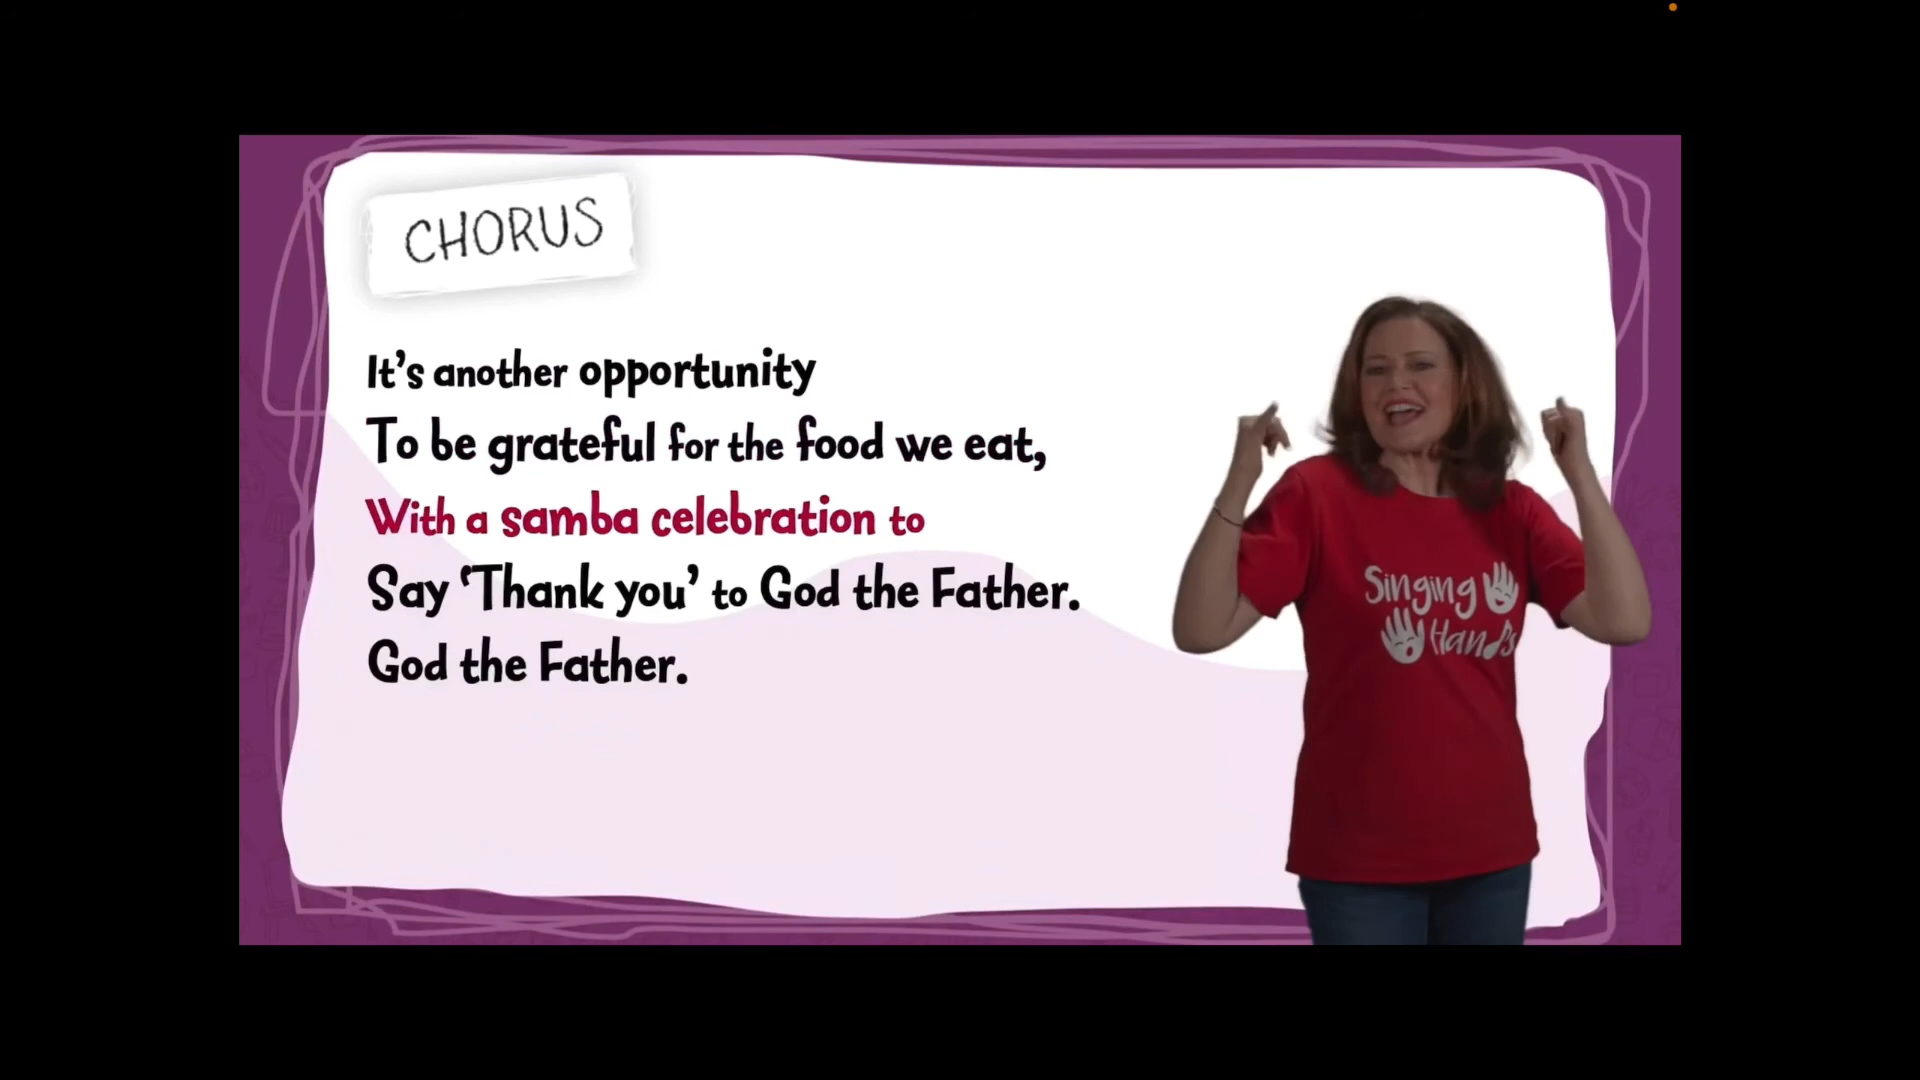 CHORUS
It's another opportunity
To be grateful for the food we eat,
With a samba celebration to
Say ‘Thank you’ to God the Father.
God the Father.
Singing
Hands